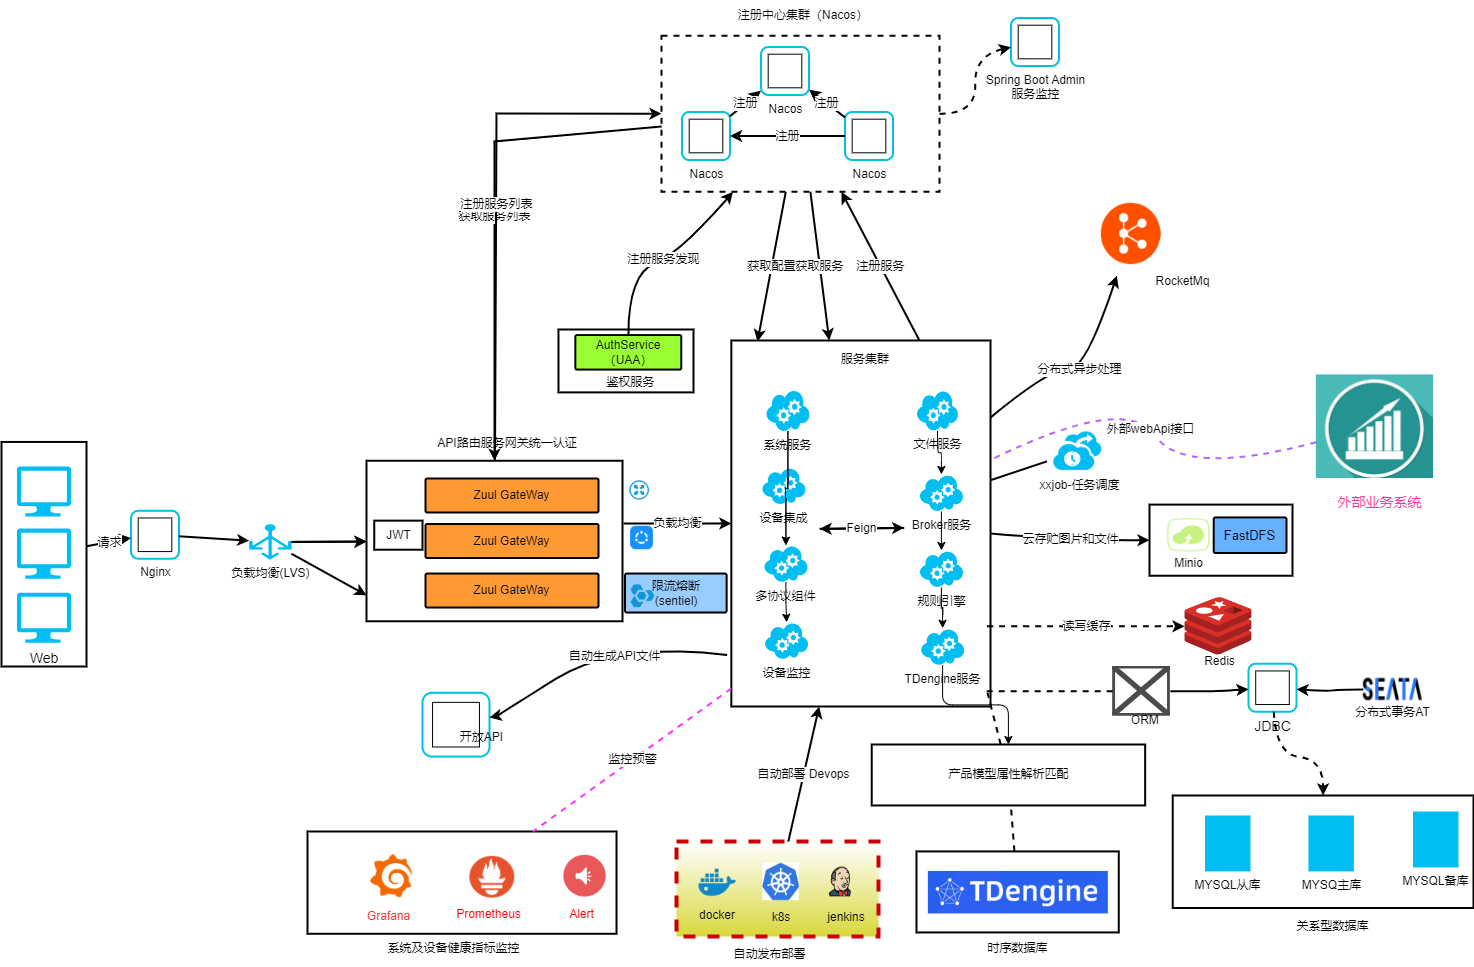 注册中心集群（Nacos）
Spring Boot Admin
服务监控
Nacos
注册
注册
注册
Nacos
Nacos
注册服务列表
获取服务列表
注册服务发现
获取配置
获取服务
注册服务
RocketMq
AuthService
（UAA）
鉴权服务
服务集群
分布式异步处理
外部webApi接口
外部业务系统
系统服务
文件服务
xxjob-任务调度
API路由服务网关统一认证
Zuul GateWay
Zuul GateWay
Zuul GateWay
JWT
负载均衡
限流熔断
(sentiel)
设备集成
Feign
Broker服务
云存贮图片和文件
Minio
FastDFS
请求
Nginx
负载均衡(LVS)
Web
多协议组件
规则引擎
读写缓存
Redis
设备监控
TDengine服务
自动生成API文件
开放API
ORM
JDBC
SEATA
分布式事务AT
监控预警
自动部署 Devops
产品模型属性解析匹配
Grafana
Prometheus
Alert
系统及设备健康指标监控
docker
k8s
jenkins
自动发布部署
TDengine
时序数据库
MYSQL从库
MYSQ主库
MYSQL备库
关系型数据库